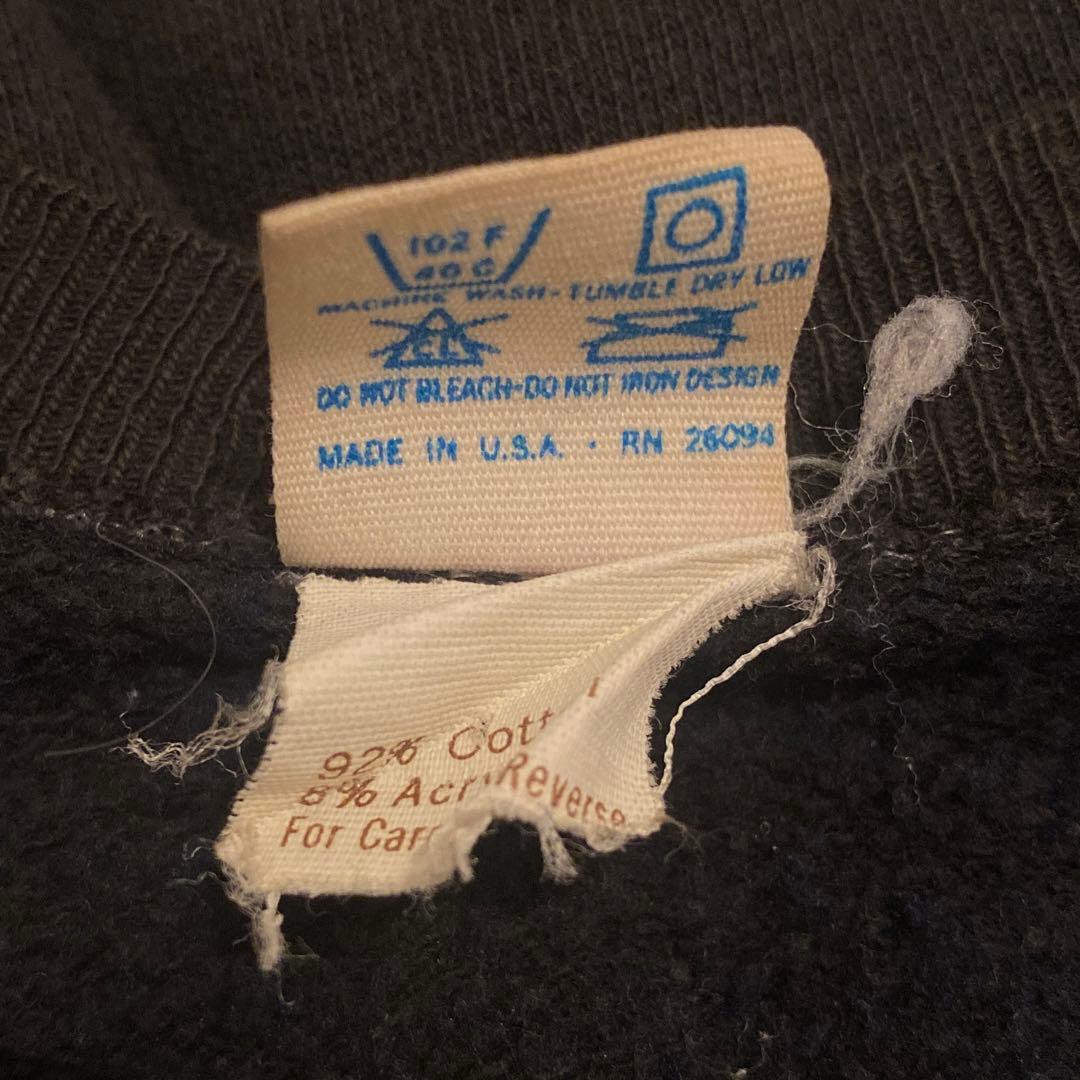 102 F
40 C
MACHINE WASH-TUMBLE DRY LOW
CL
DO NOT BLEACH-DO NOT IRON DESIGN
MADE IN U.S.A. · RN 26094
92% Cott
8% Acr
Reverse
For Car